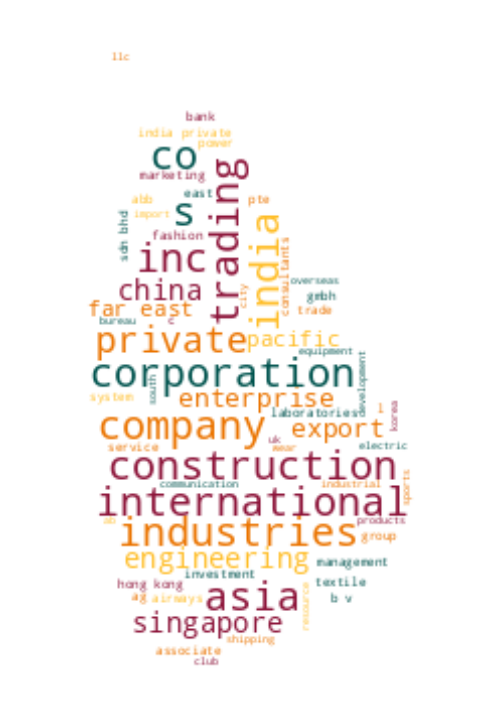 llc
bank
india private
power
co
marketing
trading
east
abb
pte
import
s
sdn bhd
india
fashion
consultants
inc
overseas
china
city
gmbh
far east
trade
bureau
c
private
pacific
equipment
corporation
development
south
system
enterprise
laboratories
i
korea
company
export
uk
service
wear
electric
construction
communication
industrial
sports
international
ab
products
industries
group
engineering
management
investment
hong kong
textile
ag
airways
asia
resource
b v
singapore
shipping
associate
club